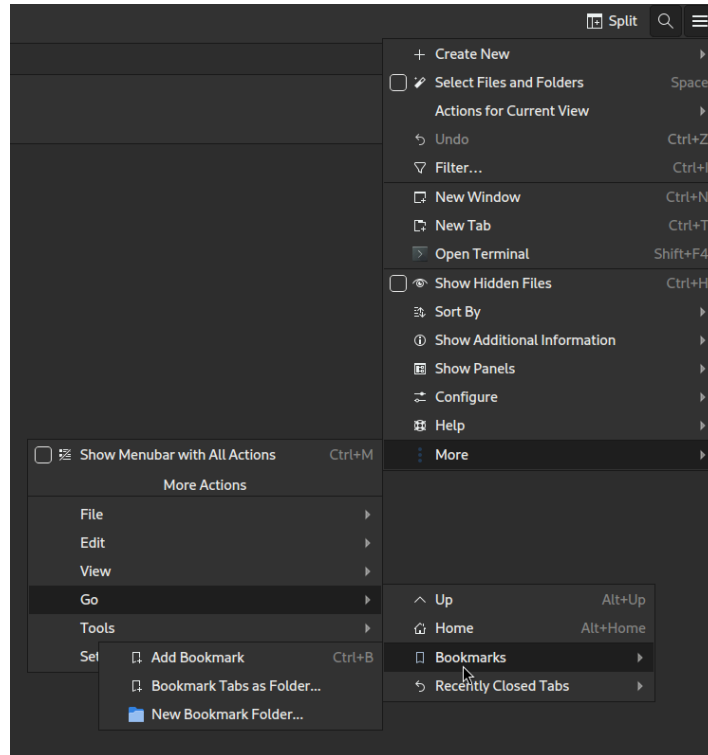 Split
Create New
Select Files and Folders Space
Actions for Current View
Undo Ctrl+Z
Filter... Ctrl+I
New Window Ctrl+N
New Tab Ctrl+T
Open Terminal Shift+F4
Show Hidden Files Ctrl+H
Sort By
Show Additional Information
Show Panels
Configure
Help
More
Show Menubar with All Actions Ctrl+M
More Actions
File
Edit
View
Go
Tools
Set
Up Alt+Up
Home Alt+Home
Bookmarks
Recently Closed Tabs
Add Bookmark Ctrl+B
Bookmark Tabs as Folder...
New Bookmark Folder...